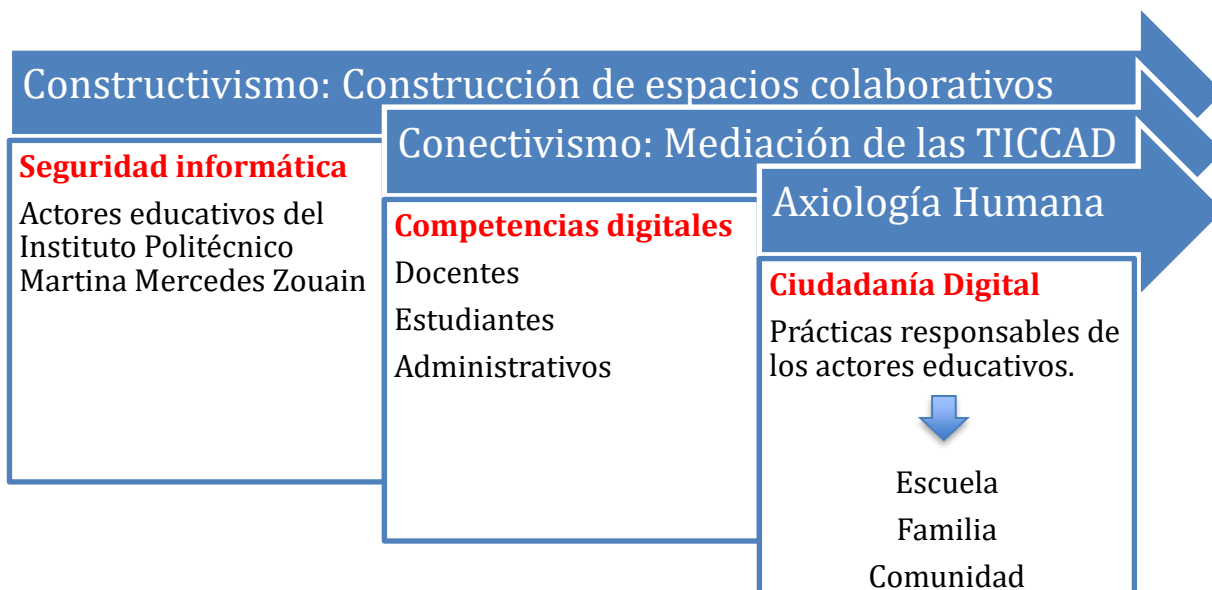 Constructivismo: Construcción de espacios colaborativos
Seguridad informática
Actores educativos del
Instituto Politécnico
Martina Mercedes Zouain
Conectivismo: Mediación de las TICCAD
Competencias digitales
Docentes
Estudiantes
Administrativos
Axiología Humana
Ciudadanía Digital
Prácticas responsables de
los actores educativos.
Escuela
Familia
Comunidad